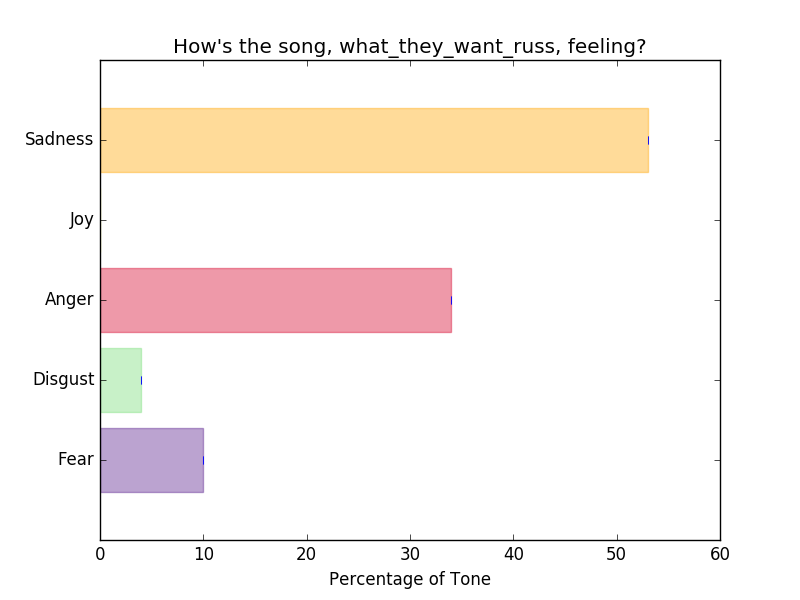 How's the song, what_they_want_russ, feeling?
Sadness
Joy
Anger
Disgust
Fear
0 10 20 30 40 50 60
Percentage of Tone